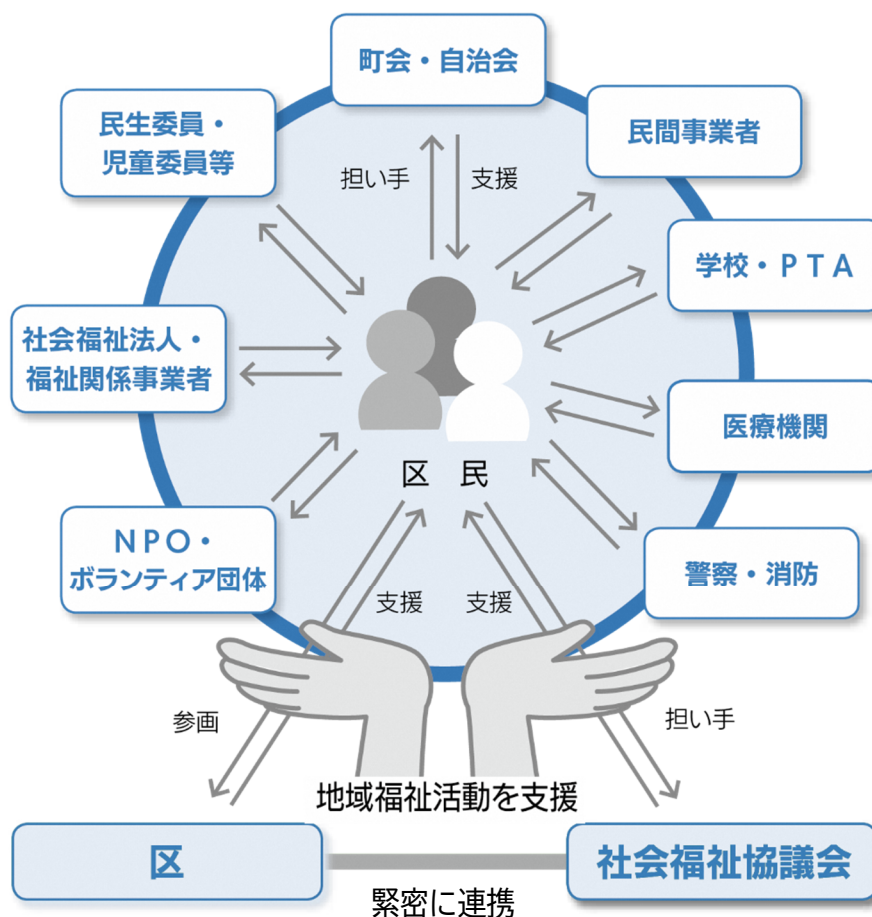 町会・自治会
民生委員・
児童委員等
民間事業者
担い手
支援
学校・ＰＴＡ
社会福祉法人・
福祉関係事業者
医療機関
区民
ＮＰＯ・
ボランティア団体
警察・消防
支援
支援
参画
担い手
地域福祉活動を支援
区
社会福祉協議会
緊密に連携